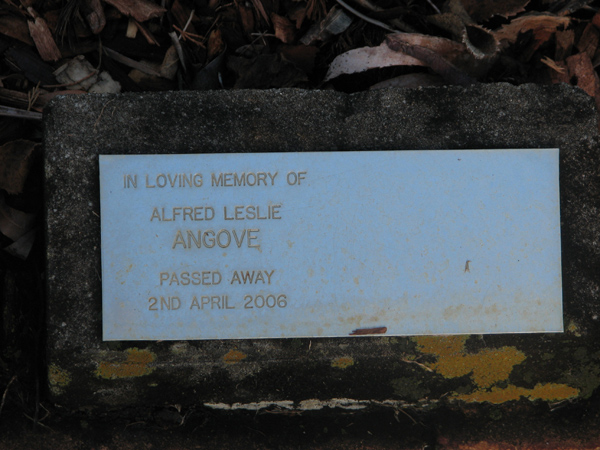 IN LOVING MEMORY OF
ALFRED LESLIE
ANGOVE
PASSED AWAY
2ND APRIL 2006